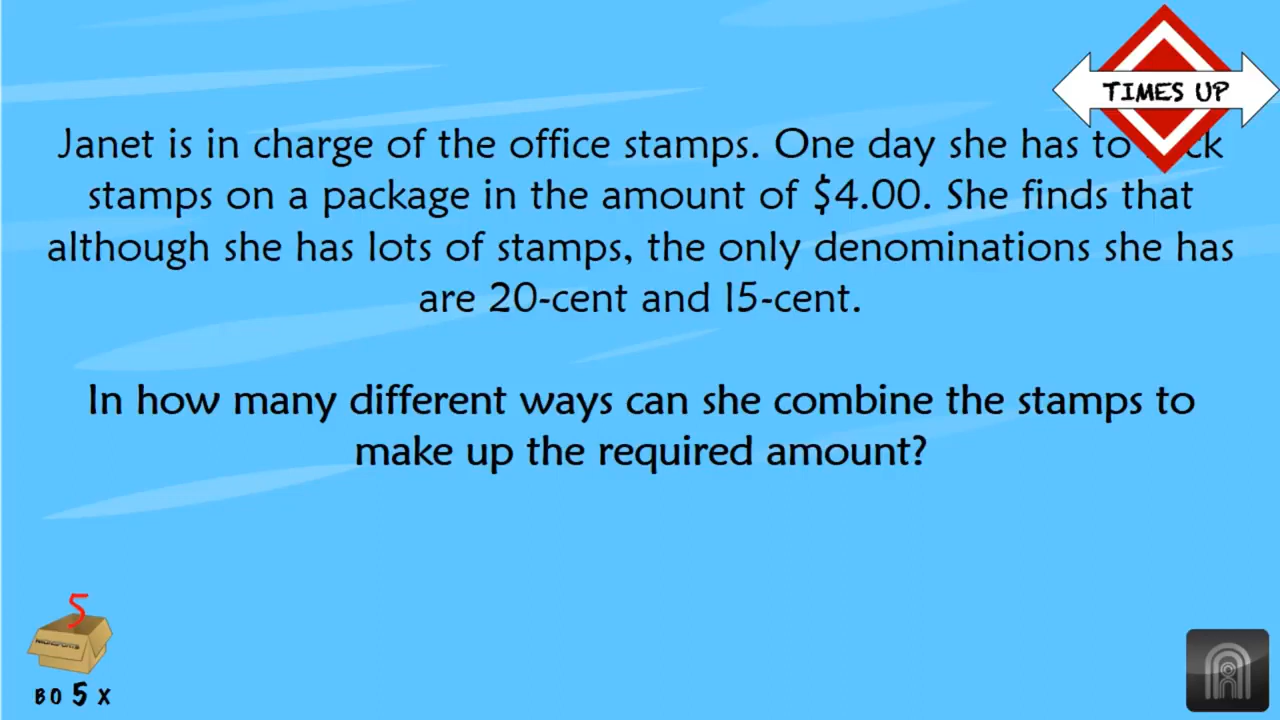 TIMES UP
Janet is in charge of the office stamps. One day she has to
stamps on a package in the amount of $4.00. She finds that
although she has lots of stamps, the only denominations she has
are 20-cent and 15-cent.
In how many different ways can she combine the stamps to
make up the required amount?
5
BO 5 X